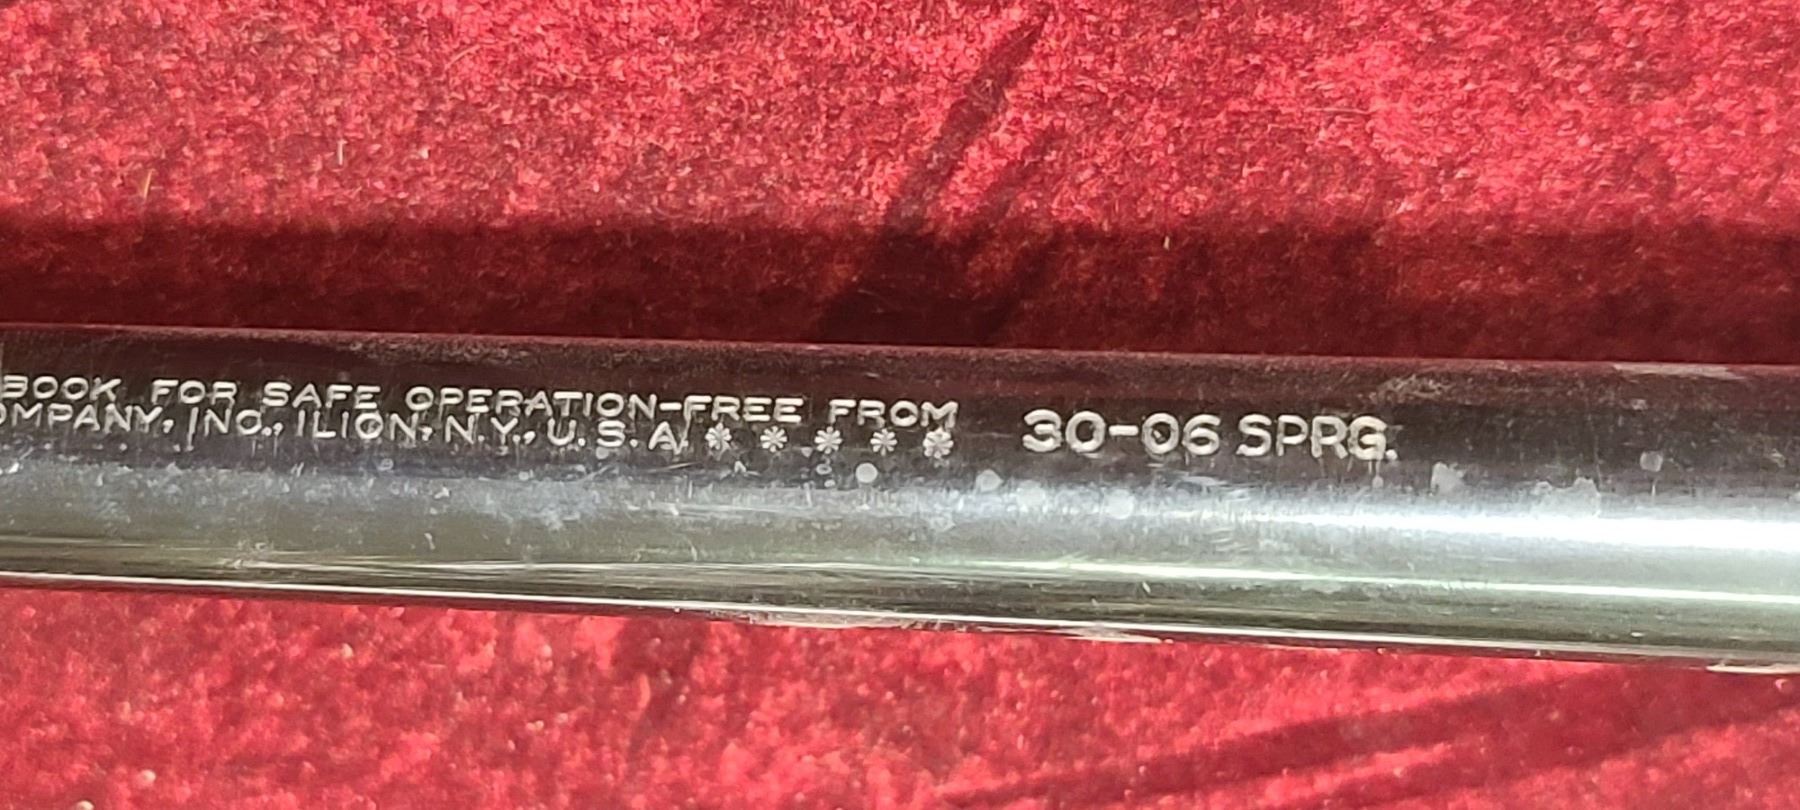 BOOK FOR SAFE OPERATION-FREE FROM
OMPANY, INC., ILION, N.Y., U.S.A. * * * * *
30-06 SPRG.